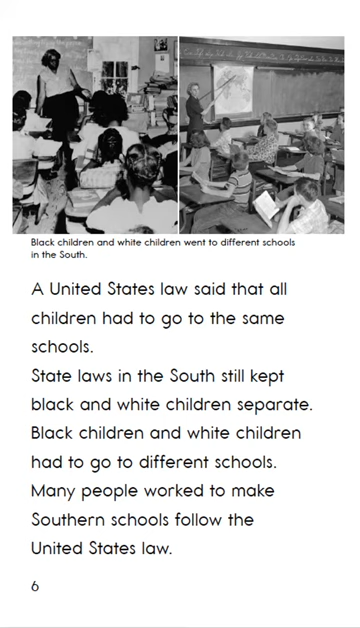 Black children and white children went to different schools
in the South.
A United States law said that all
children had to go to the same
schools.
State laws in the South still kept
black and white children separate.
Black children and white children
had to go to different schools.
Many people worked to make
Southern schools follow the
United States law.
6